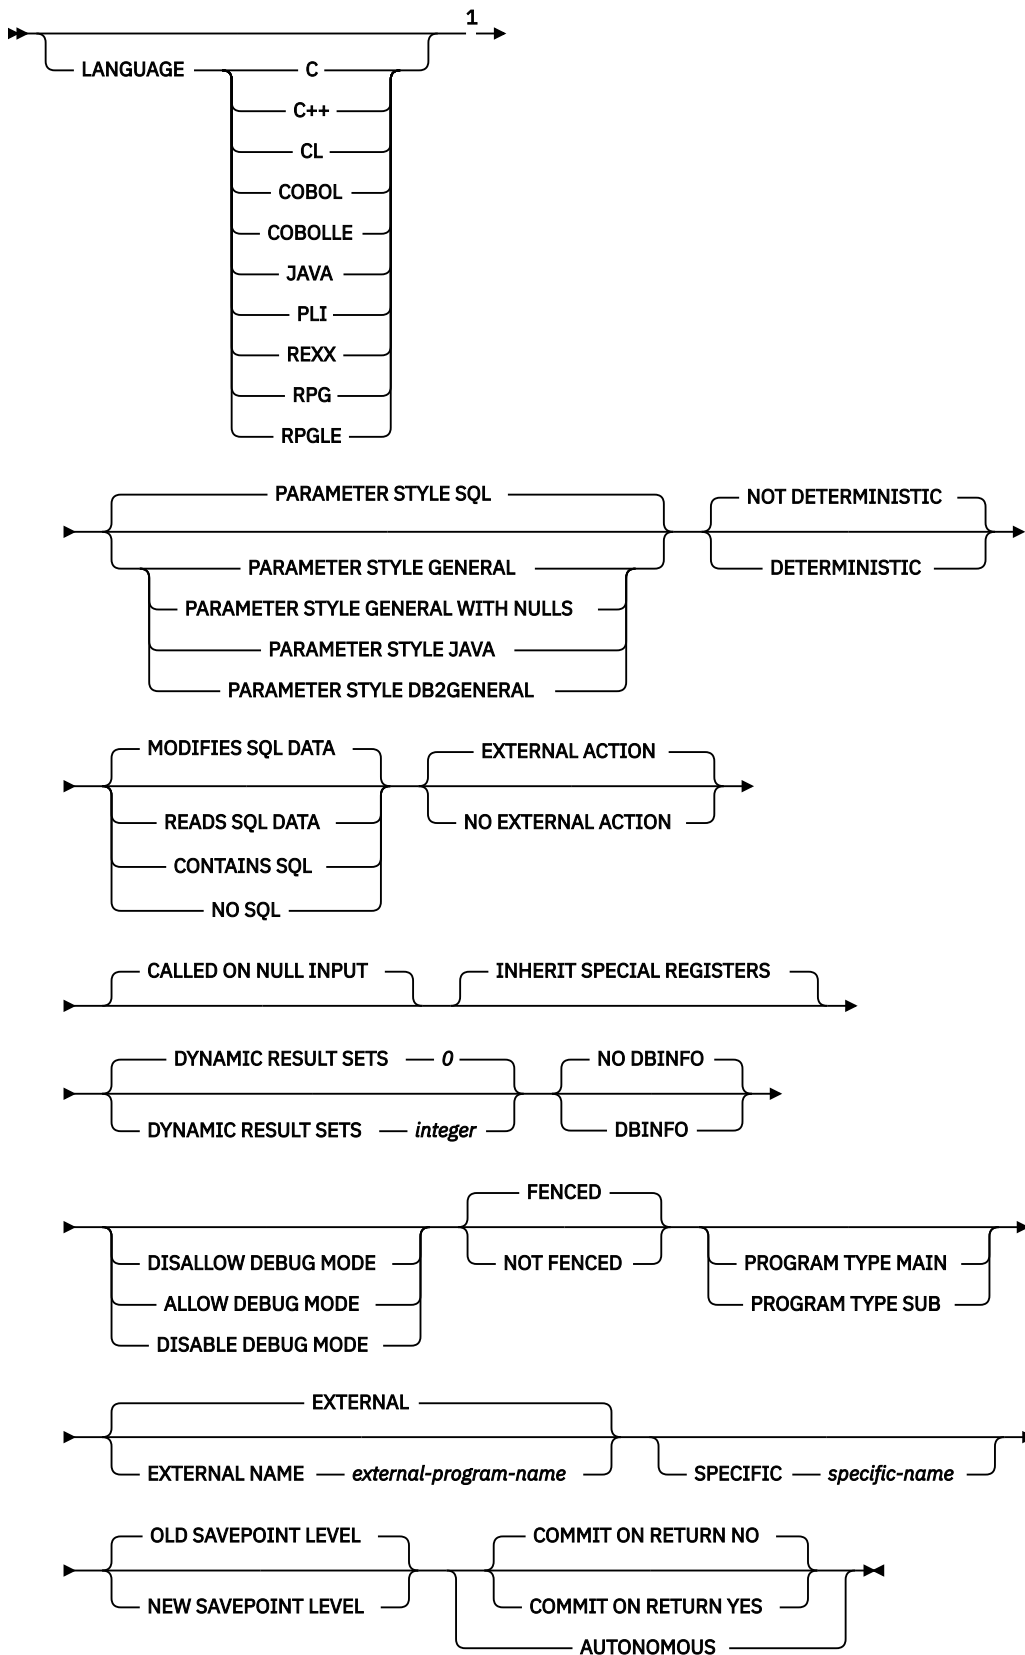 1
LANGUAGE C
C++
CL
COBOL
COBOLLE
JAVA
PLI
REXX
RPG
RPGLE
PARAMETER STYLE SQL NOT DETERMINISTIC
PARAMETER STYLE GENERAL DETERMINISTIC
PARAMETER STYLE GENERAL WITH NULLS
PARAMETER STYLE JAVA
PARAMETER STYLE DB2GENERAL
MODIFIES SQL DATA EXTERNAL ACTION
READS SQL DATA NO EXTERNAL ACTION
CONTAINS SQL
NO SQL
CALLED ON NULL INPUT INHERIT SPECIAL REGISTERS
DYNAMIC RESULT SETS 0 NO DBINFO
DYNAMIC RESULT SETS integer DBINFO
FENCED
DISALLOW DEBUG MODE NOT FENCED PROGRAM TYPE MAIN
ALLOW DEBUG MODE PROGRAM TYPE SUB
DISABLE DEBUG MODE
EXTERNAL
EXTERNAL NAME external-program-name SPECIFIC specific-name
OLD SAVEPOINT LEVEL COMMIT ON RETURN NO
NEW SAVEPOINT LEVEL COMMIT ON RETURN YES
AUTONOMOUS